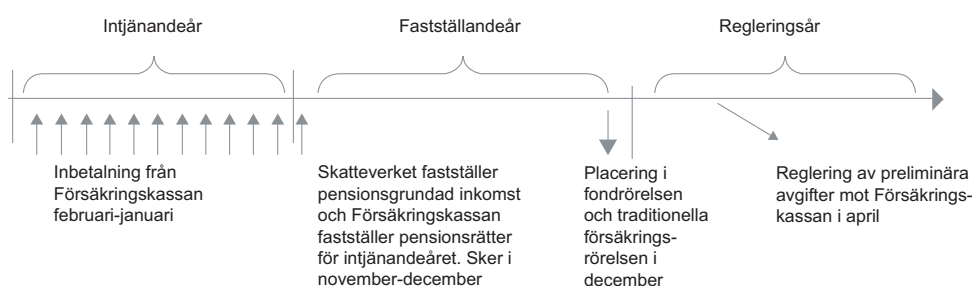 Intjänandeår
Fastställandeår
Regleringsår
Inbetalning från
Försäkringskassan
februari-januari
Skatteverket fastställer
pensionsgrundad inkomst
och Försäkringskassan
fastställer pensionsrätter
för intjänandeåret. Sker i
november-december
Placering i
fondrörelsen
och traditionella
försäkrings-
rörelsen i
december
Reglering av preliminära
avgifter mot Försäkrings-
kassan i april